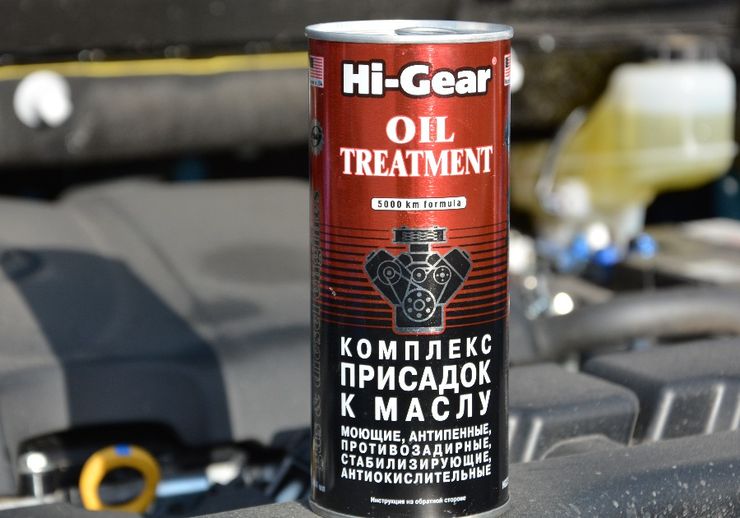 Hi-Gear®
OIL
TREATMENT
5000 km formula
КОМПЛЕКС
ПРИСАДОК
К МАСЛУ
МОЮЩИЕ, АНТИПЕННЫЕ,
ПРОТИВОЗАДИРНЫЕ,
СТАБИЛИЗИРУЮЩИЕ,
АНТИОКИСЛИТЕЛЬНЫЕ
Инструкция на обратной стороне